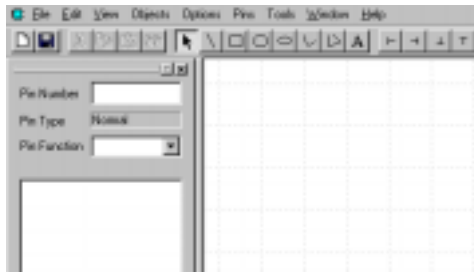 File Edit View Objects Options Pins Tools Window Help
A
Pin Number
Pin Type Normal
Pin Function